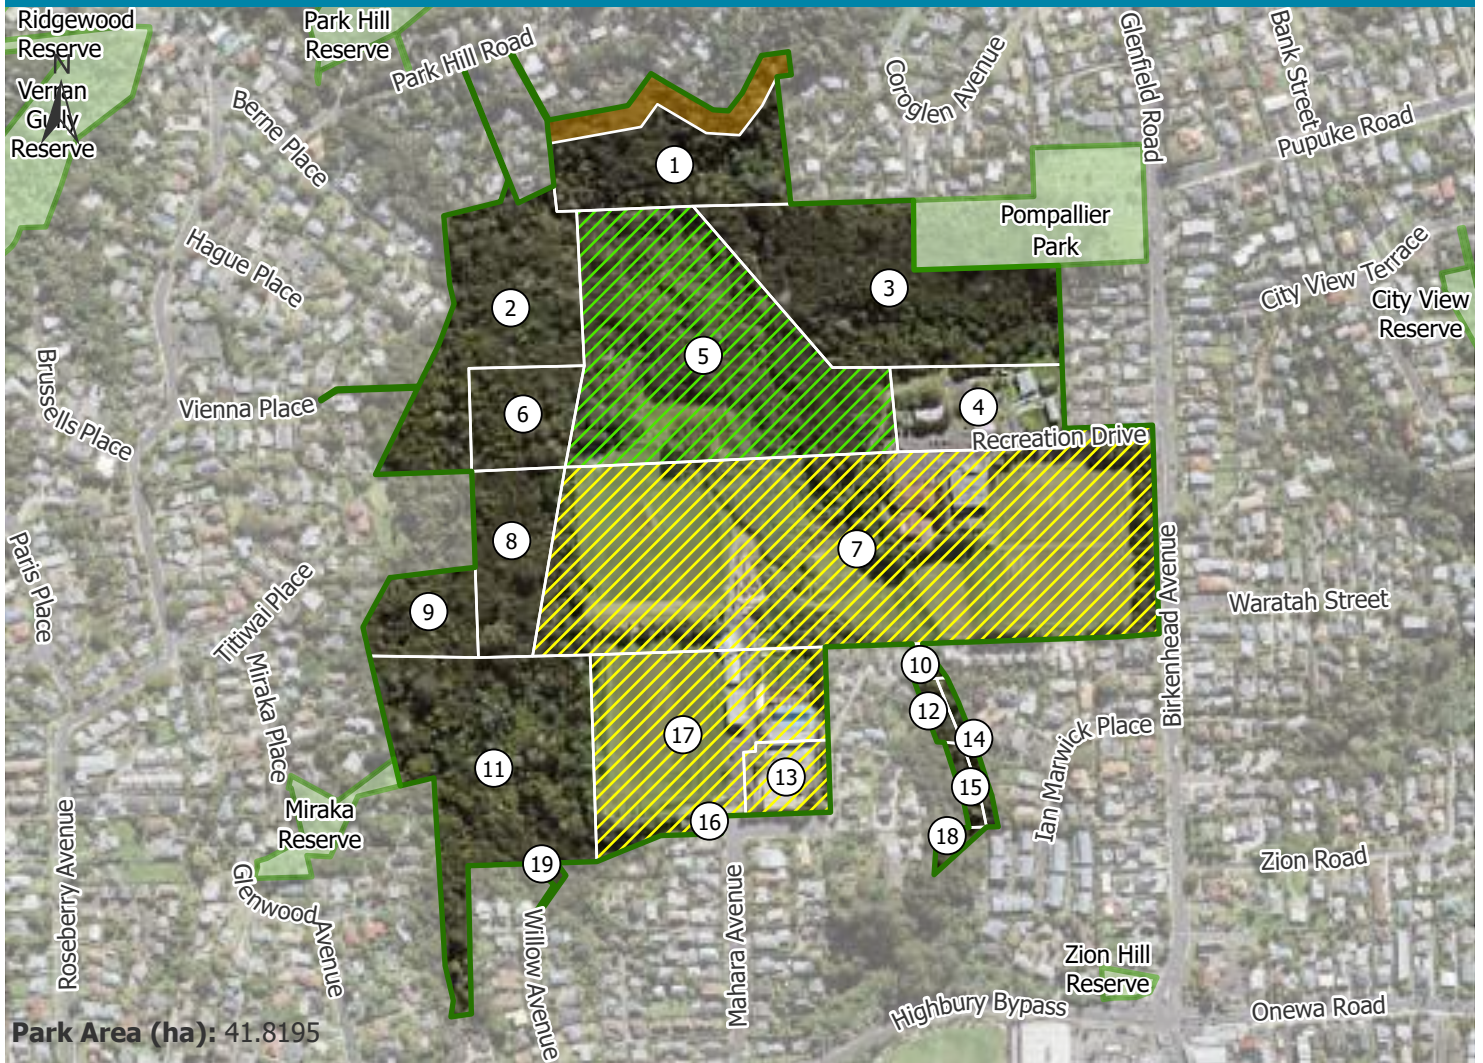 Ridgewood
Reserve
N
Verran
Gully
Reserve
Park Hill
Reserve
Park Hill Road
Berne Place
Hague Place
Coroglen Avenue
Glenfield Road
Bank Street
Pupuke Road
Pompallier
Park
City View Terrace
City View
Reserve
Brussells Place
Vienna Place
Recreation Drive
Paris Place
Titiwai Place
Miraka Place
Birkenhead Avenue
Waratah Street
Ian Marwick Place
Miraka
Reserve
Roseberry Avenue
Glenwood Avenue
Willow Avenue
Mahara Avenue
Zion Road
Zion Hill
Reserve
Highbury Bypass
Onewa Road
1
2
3
4
5
6
7
8
9
10
11
12
13
14
15
16
17
18
19
Park Area (ha): 41.8195